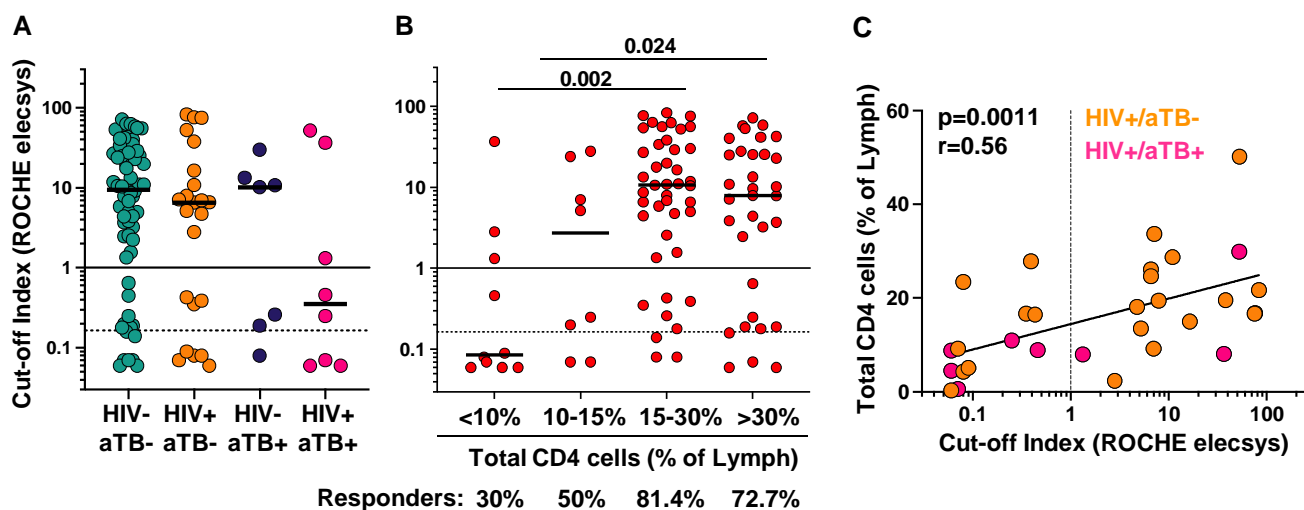 A
Cut-off Index (ROCHE elecsys)
100
10
1
0.1
HIV- HIV+ HIV- HIV+
aTB- aTB- aTB+ aTB+
B
0.024
0.002
100
10
1
0.1
<10% 10-15% 15-30% >30%
Total CD4 cells (% of Lymph)
Responders: 30% 50% 81.4% 72.7%
C
Total CD4 cells (% of Lymph)
60
40
20
0
p=0.0011
r=0.56
HIV+/aTB-
HIV+/aTB+
0.1 1 10 100
Cut-off Index (ROCHE elecsys)